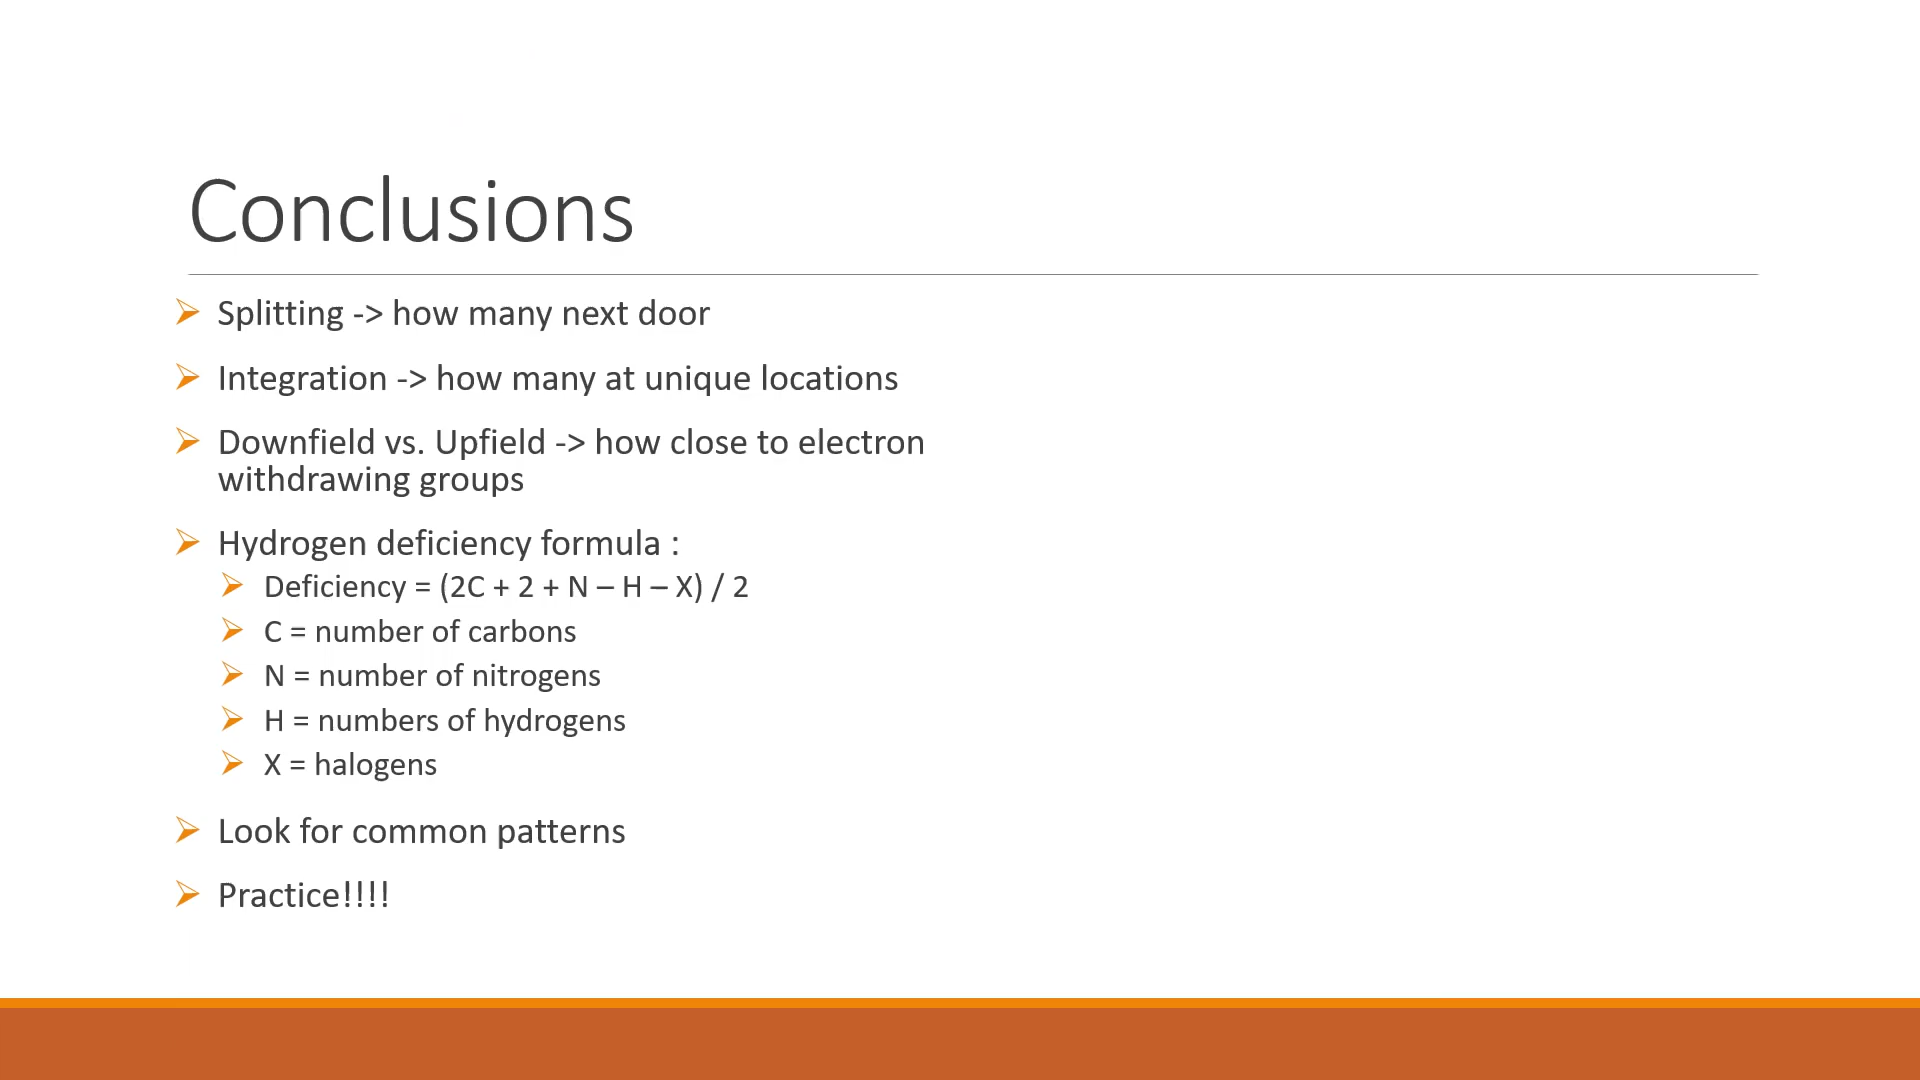 Conclusions
Splitting -> how many next door
Integration -> how many at unique locations
Downfield vs. Upfield -> how close to electron
withdrawing groups
Hydrogen deficiency formula :
Deficiency = (2C + 2 + N – H – X) / 2
C = number of carbons
N = number of nitrogens
H = numbers of hydrogens
X = halogens
Look for common patterns
Practice!!!!